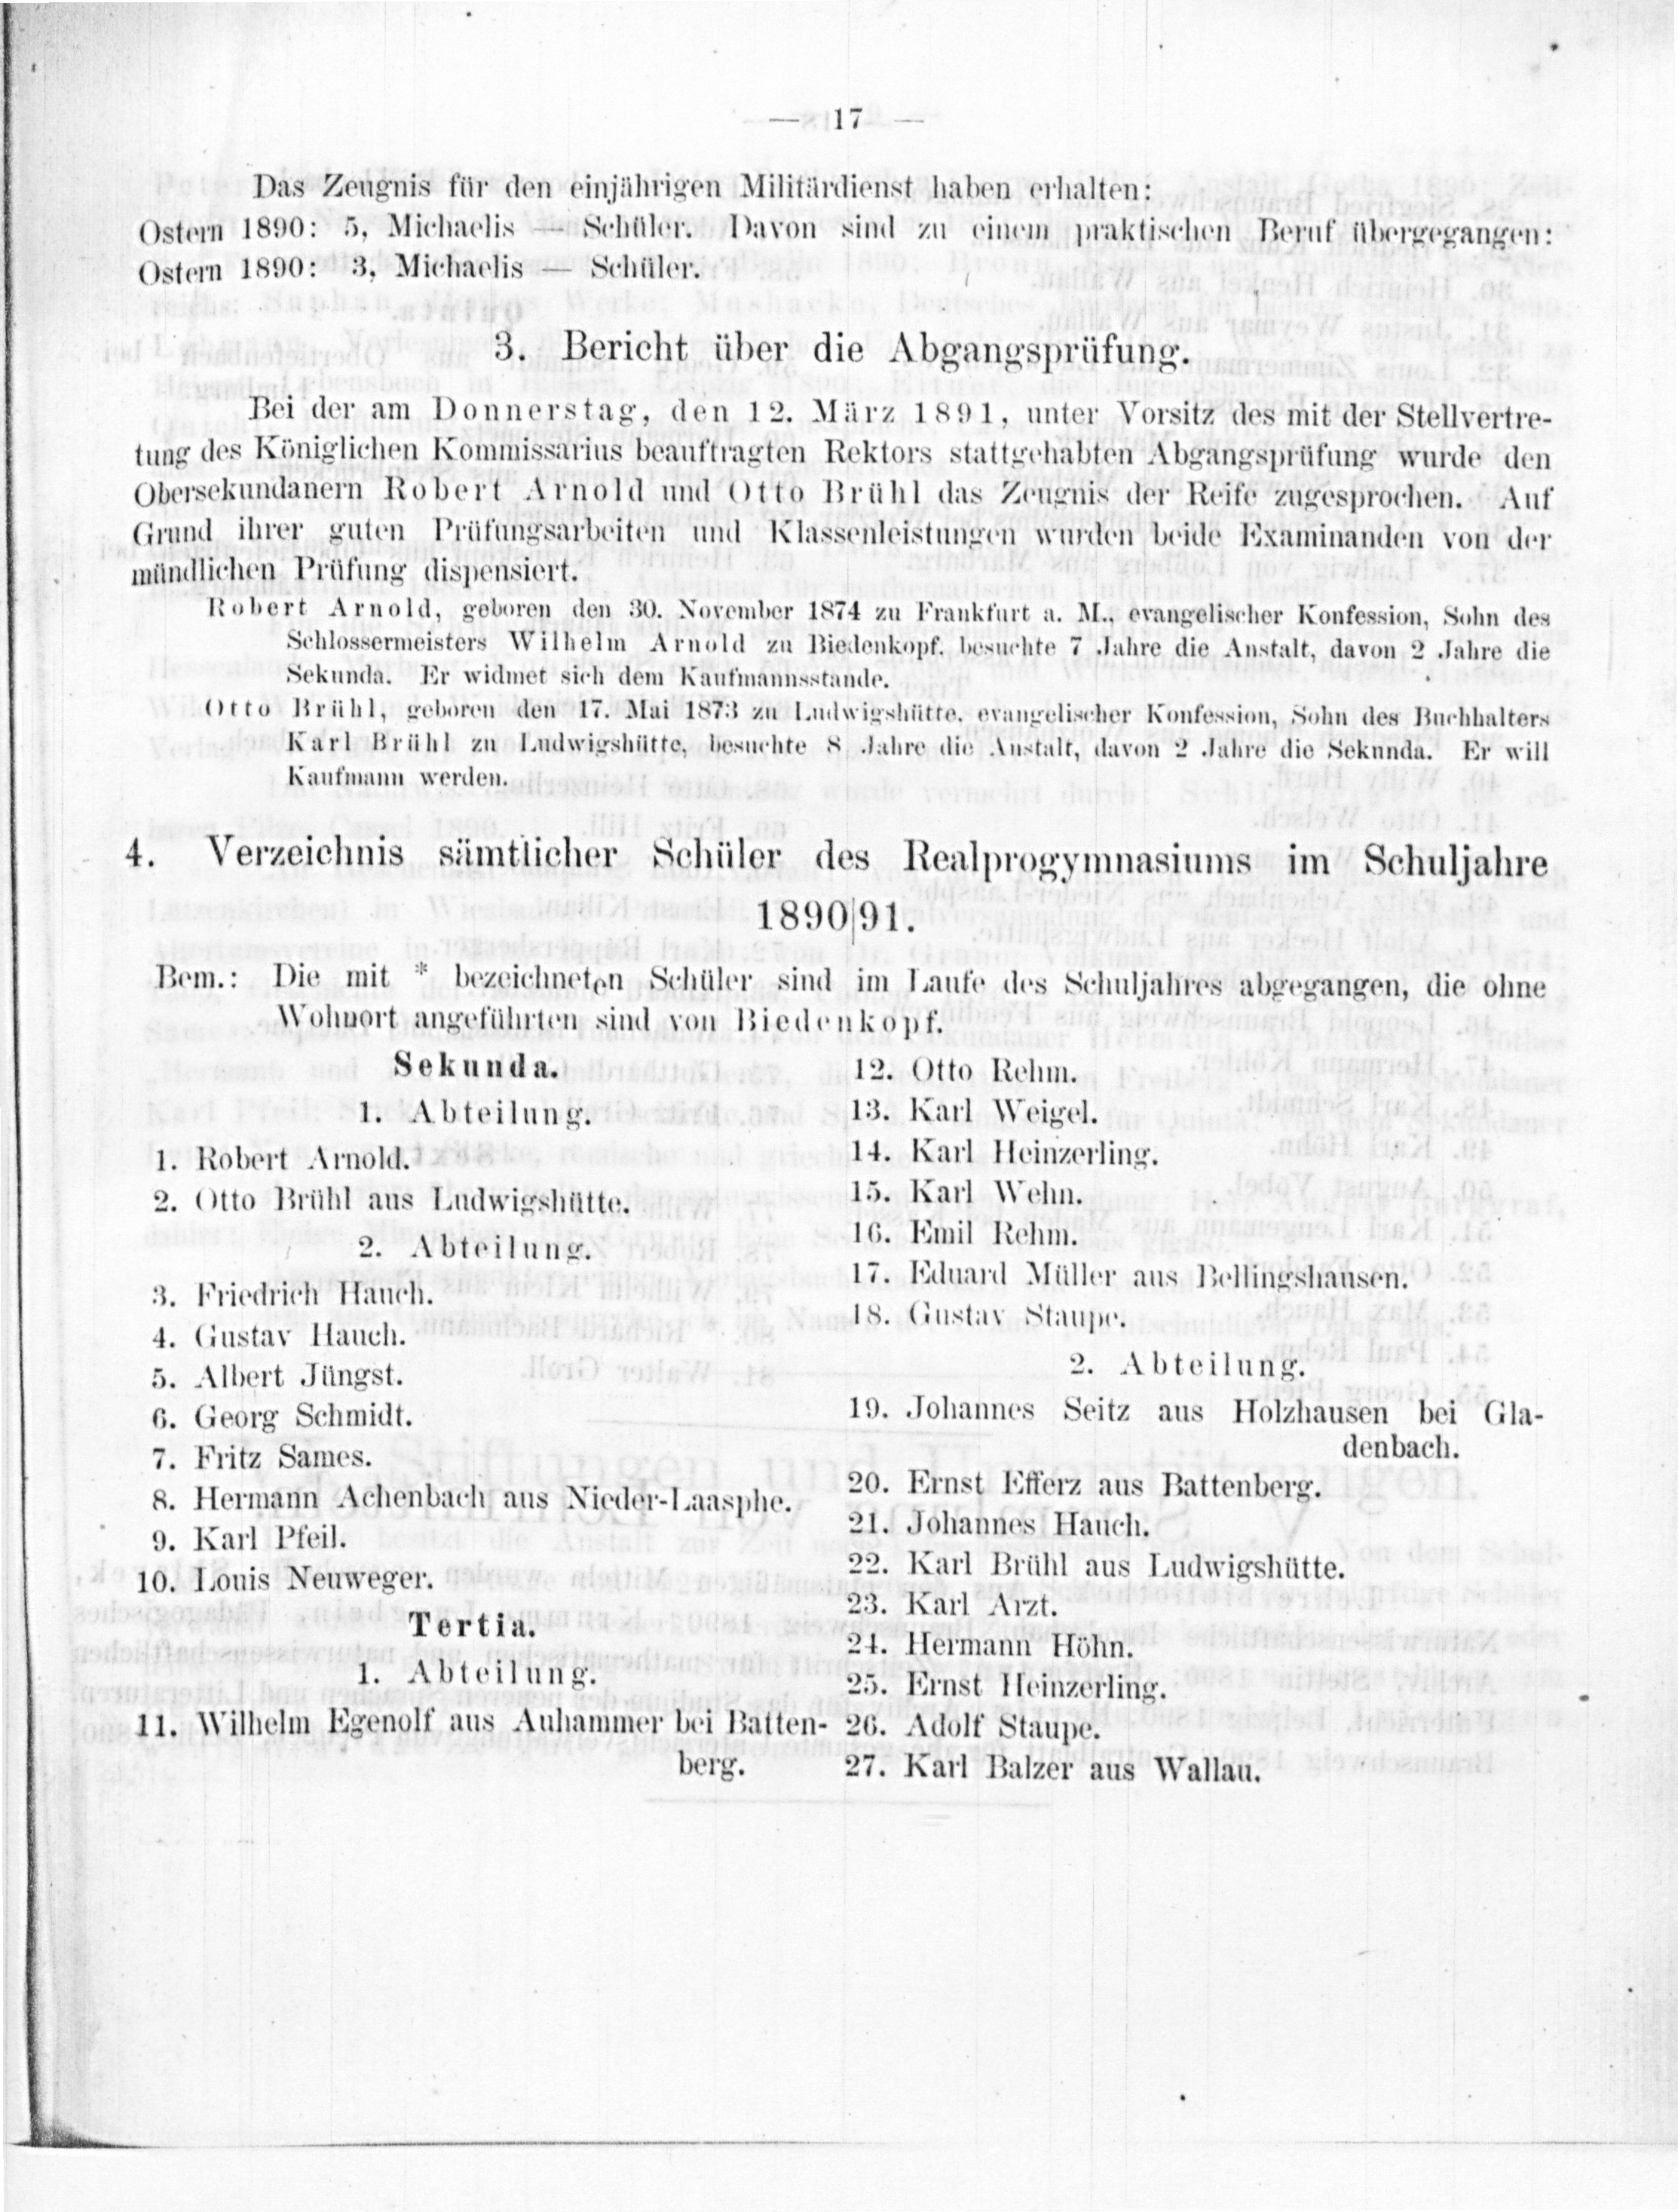 — 17 —
Das Zeugnis für den einjährigen Militärdienst haben erhalten:
Ostern 1890: 5, Michaelis — Schüler. Davon sind zu einem praktischen Beruf übergegangen:
Ostern 1890: 3, Michaelis — Schüler.
3. Bericht über die Abgangsprüfung.
Bei der am Donnerstag, den 12. März 1891, unter Vorsitz des mit der Stellvertre-
tung des Königlichen Kommissarius beauftragten Rektors stattgehabten Abgangsprüfung wurde den
Obersekundanern Robert Arnold und Otto Brühl das Zeugnis der Reife zugesprochen. Auf
Grund ihrer guten Prüfungsarbeiten und Klassenleistungen wurden beide Examinanden von der
mündlichen Prüfung dispensiert.
Robert Arnold, geboren den 30. November 1874 zu Frankfurt a. M., evangelischer Konfession, Sohn des
Schlossermeisters Wilhelm Arnold zu Biedenkopf, besuchte 7 Jahre die Anstalt, davon 2 Jahre die
Sekunda. Er widmet sich dem Kaufmannsstande.
Otto Brühl, geboren den 17. Mai 1873 zu Ludwigshütte, evangelischer Konfession, Sohn des Buchhalters
Karl Brühl zu Ludwigshütte, besuchte 8 Jahre die Anstalt, davon 2 Jahre die Sekunda. Er will
Kaufmann werden.
4. Verzeichnis sämtlicher Schüler des Realprogymnasiums im Schuljahre
1890|91.
Bem.: Die mit * bezeichneten Schüler sind im Laufe des Schuljahres abgegangen, die ohne
Wohnort angeführten sind von Biedenkopf.
Sekunda.
1. Abteilung.
1. Robert Arnold.
2. Otto Brühl aus Ludwigshütte.
2. Abteilung.
3. Friedrich Hauch.
4. Gustav Hauch.
5. Albert Jüngst.
6. Georg Schmidt.
7. Fritz Sames.
8. Hermann Achenbach aus Nieder-Laasphe.
9. Karl Pfeil.
10. Louis Neuweger.
Tertia.
1. Abteilung.
11. Wilhelm Egenolf aus Auhammer bei Batten-
berg.
12. Otto Rehm.
13. Karl Weigel.
14. Karl Heinzerling.
15. Karl Wehn.
16. Emil Rehm.
17. Eduard Müller aus Bellingshausen.
18. Gustav Staupe.
2. Abteilung.
19. Johannes Seitz aus Holzhausen bei Gla-
denbach.
20. Ernst Efferz aus Battenberg.
21. Johannes Hauch.
22. Karl Brühl aus Ludwigshütte.
23. Karl Arzt.
24. Hermann Höhn.
25. Ernst Heinzerling.
26. Adolf Staupe.
27. Karl Balzer aus Wallau.